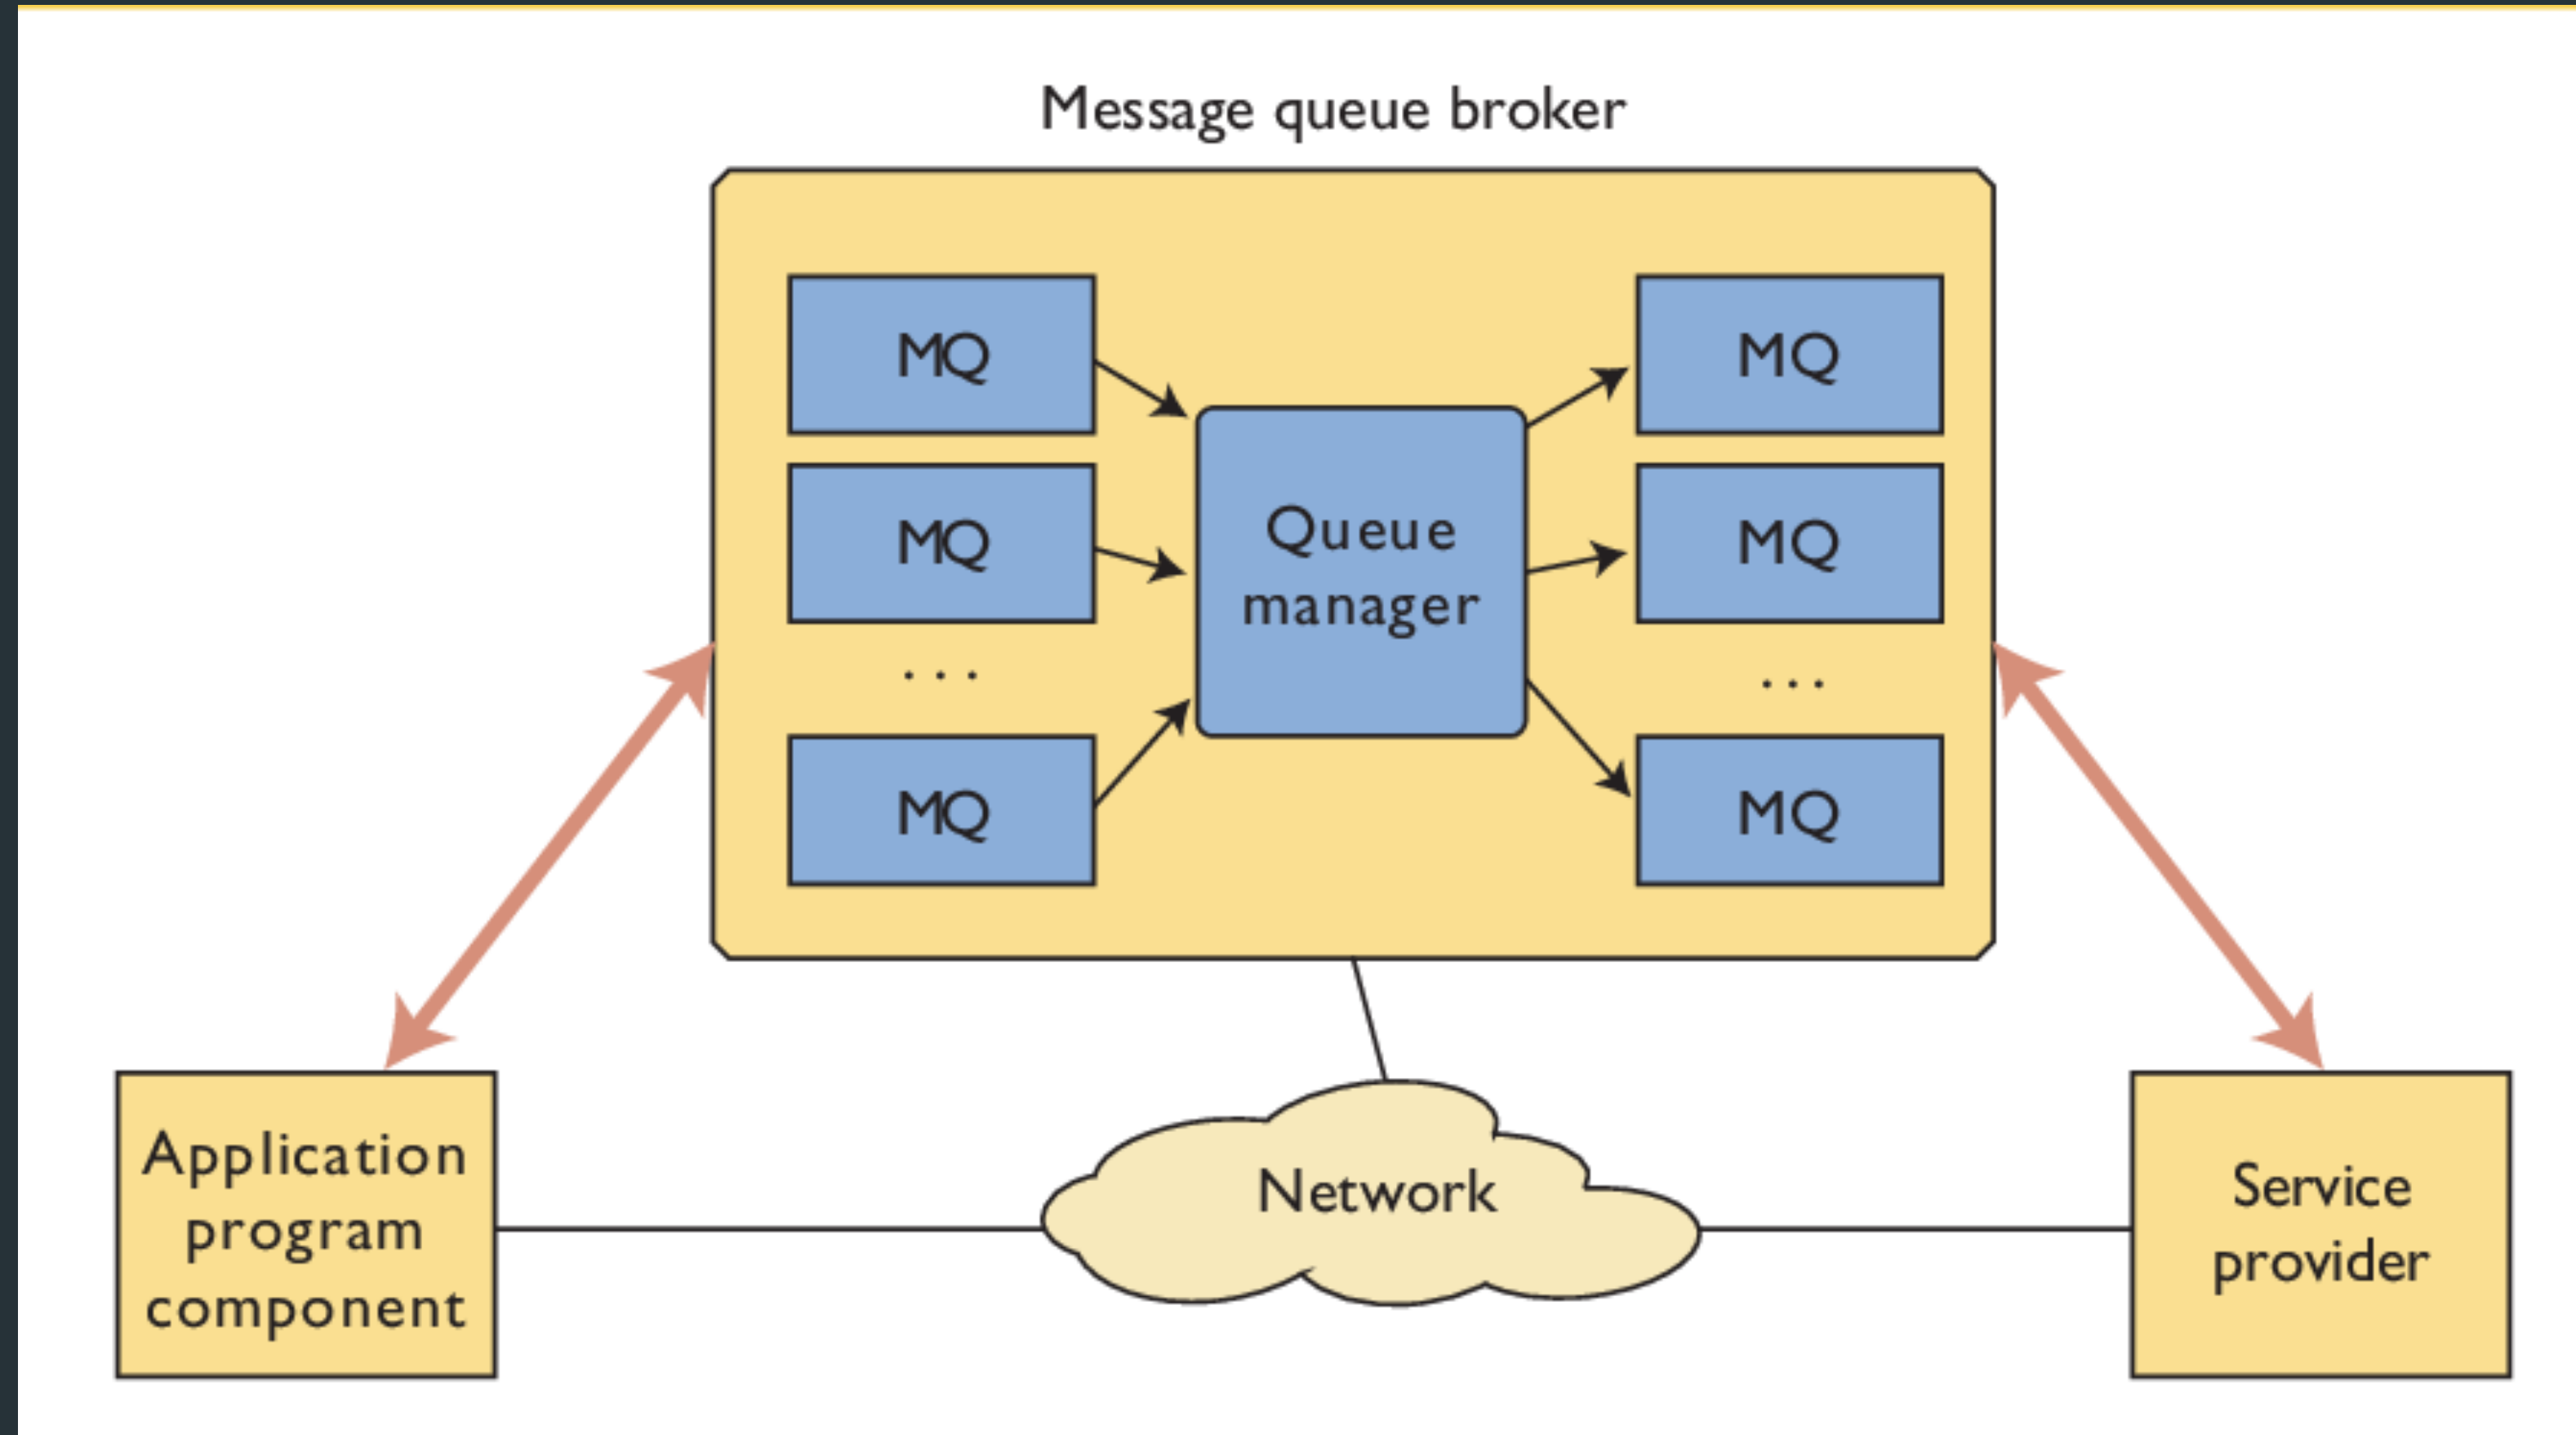 Message queue broker
MQ
MQ
MQ
MQ
. . .
. . .
MQ
MQ
Queue
manager
Network
Application
program
component
Service
provider